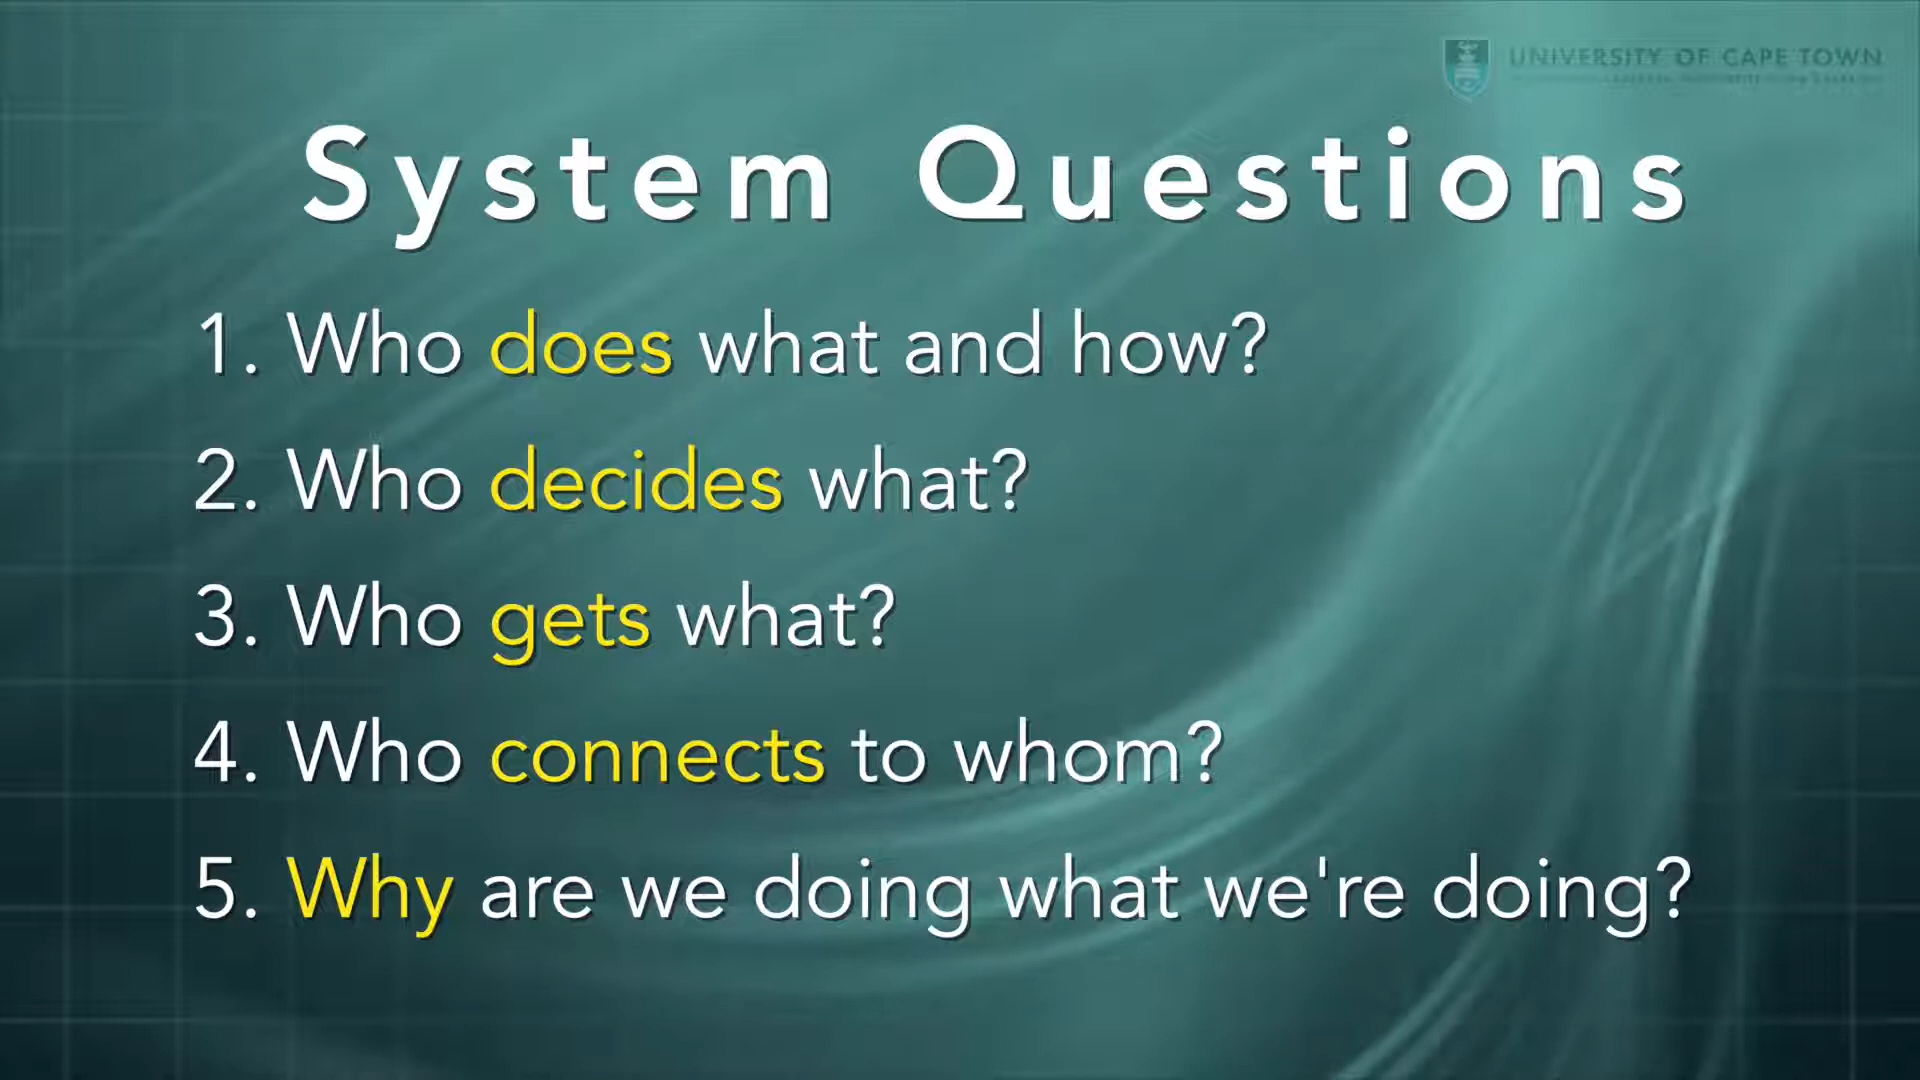 UNIVERSITY OF CAPE TOWN
System Questions
1. Who does what and how?
2. Who decides what?
3. Who gets what?
4. Who connects to whom?
5. Why are we doing what we're doing?